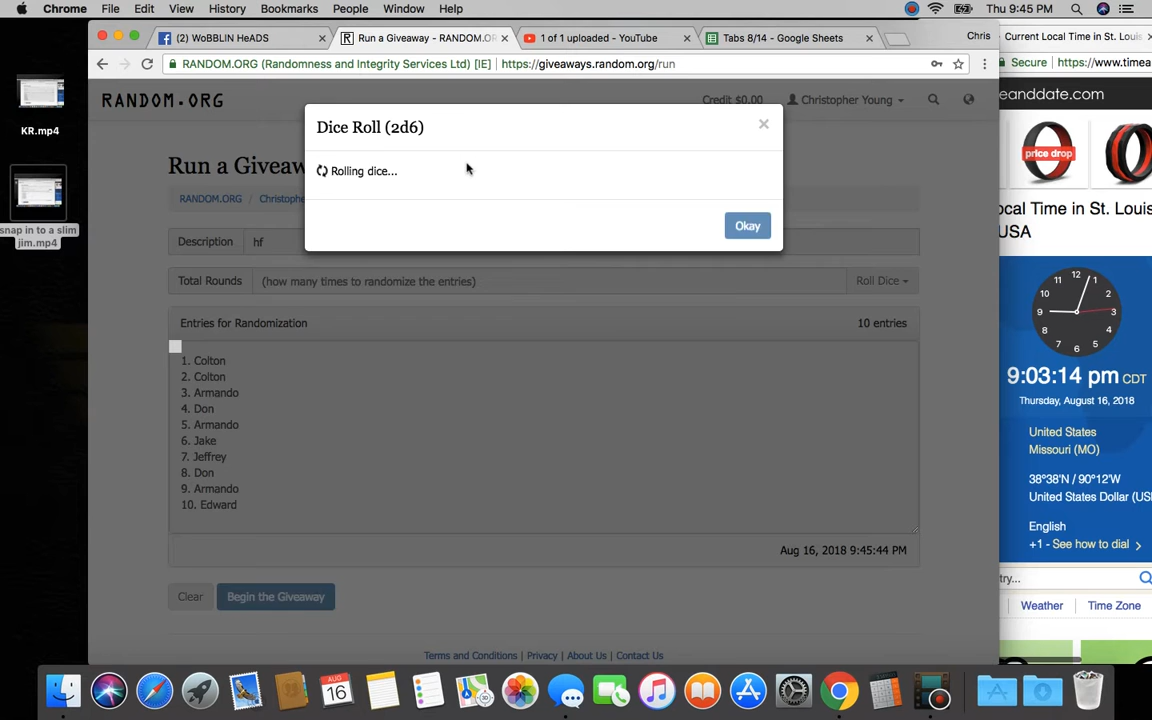 Chrome File Edit View History Bookmarks People Window Help Thu 9:45 PM
(2) WoBBLIN HeADS × Run a Giveaway - RANDOM.OR × 1 of 1 uploaded - YouTube × Tabs 8/14 - Google Sheets × Chris
Current Local Time in St. Louis
RANDOM.ORG (Randomness and Integrity Services Ltd) [IE] https://giveaways.random.org/run
Secure https://www.timea
RANDOM.ORG Credit $0.00 Christopher Young
eanddate.com
KR.mp4
snap in to a slim
jim.mp4
Dice Roll (2d6) ×
Rolling dice...
Okay
price drop
Run a Giveaw
RANDOM.ORG Christophe
ocal Time in St. Louis
USA
Description hf
Total Rounds (how many times to randomize the entries) Roll Dice
Entries for Randomization 10 entries
1. Colton
2. Colton
3. Armando
4. Don
5. Armando
6. Jake
7. Jeffrey
8. Don
9. Armando
10. Edward
Aug 16, 2018 9:45:44 PM
Clear Begin the Giveaway
Terms and Conditions | Privacy | About Us | Contact Us
12 1 2 3 4 5 6 7 8 9 10 11
9:03:14 pm CDT
Thursday, August 16, 2018
United States
Missouri (MO)
38°38'N / 90°12'W
United States Dollar (US
English
+1 - See how to dial
try...
Weather Time Zone
AUG
16